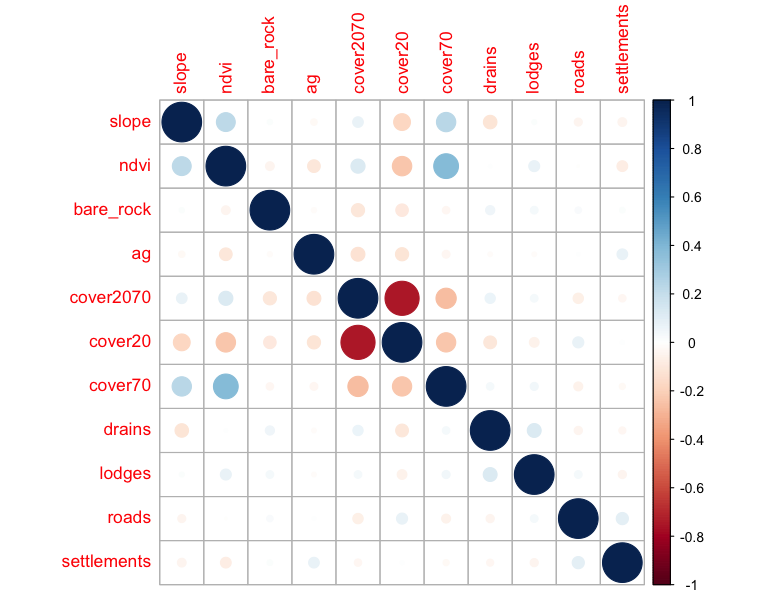 slope
ndvi
bare_rock
ag
cover2070
cover20
cover70
drains
lodges
roads
settlements
slope
ndvi
bare_rock
ag
cover2070
cover20
cover70
drains
lodges
roads
settlements
1
0.8
0.6
0.4
0.2
0
-0.2
-0.4
-0.6
-0.8
-1